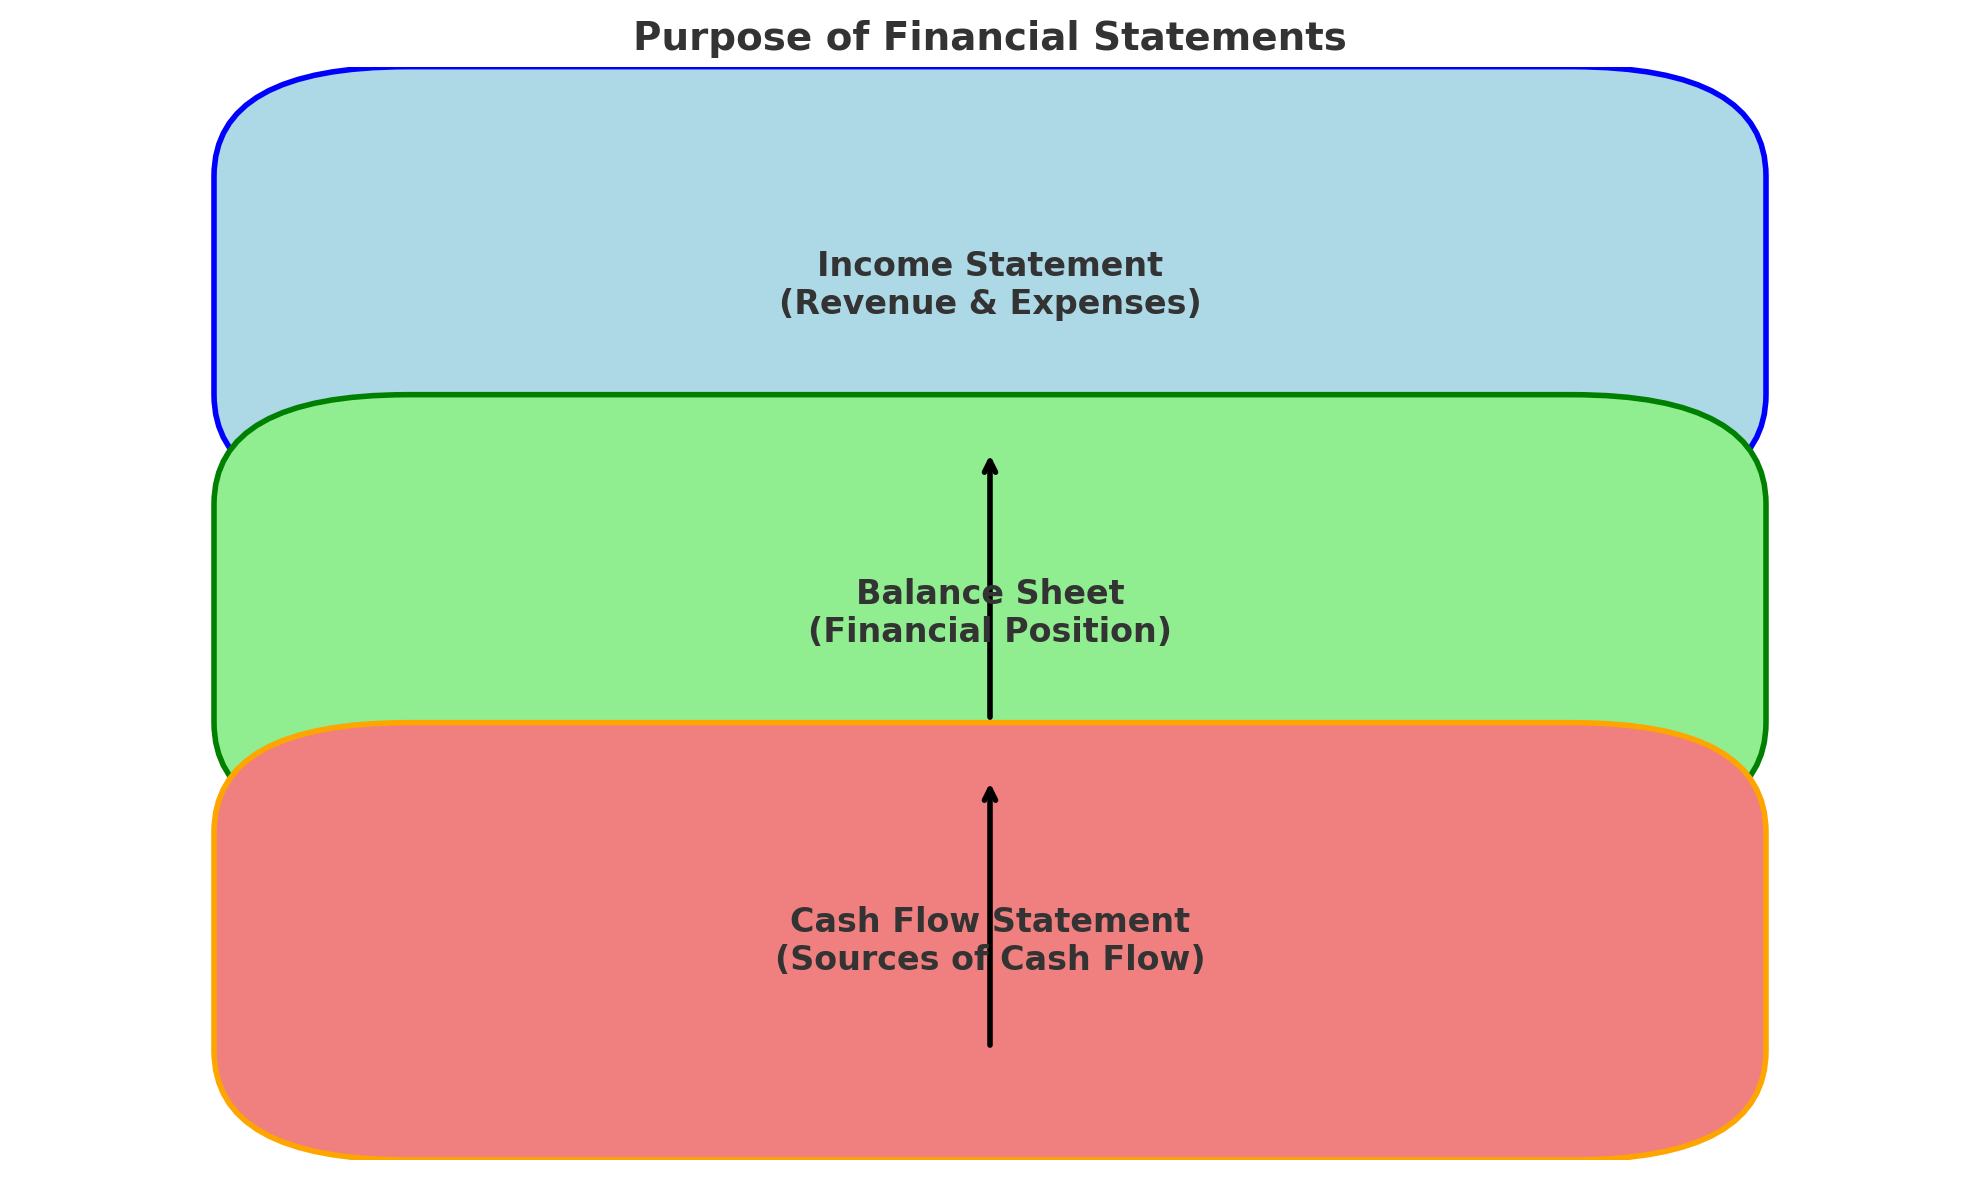 Purpose of Financial Statements
Income Statement
(Revenue & Expenses)
Balance Sheet
(Financial Position)
Cash Flow Statement
(Sources of Cash Flow)